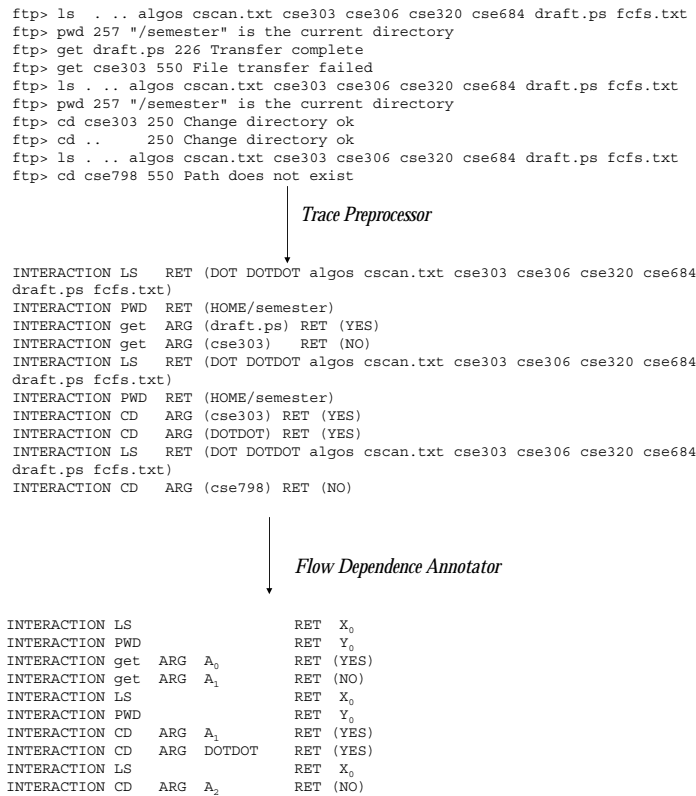 ftp> ls . .. algos cscan.txt cse303 cse306 cse320 cse684 draft.ps fcfs.txt
ftp> pwd 257 "/semester" is the current directory
ftp> get draft.ps 226 Transfer complete
ftp> get cse303 550 File transfer failed
ftp> ls . .. algos cscan.txt cse303 cse306 cse320 cse684 draft.ps fcfs.txt
ftp> pwd 257 "/semester" is the current directory
ftp> cd cse303 250 Change directory ok
ftp> cd .. 250 Change directory ok
ftp> ls . .. algos cscan.txt cse303 cse306 cse320 cse684 draft.ps fcfs.txt
ftp> cd cse798 550 Path does not exist
Trace Preprocessor
INTERACTION LS RET (DOT DOTDOT algos cscan.txt cse303 cse306 cse320 cse684
draft.ps fcfs.txt)
INTERACTION PWD RET (HOME/semester)
INTERACTION get ARG (draft.ps) RET (YES)
INTERACTION get ARG (cse303) RET (NO)
INTERACTION LS RET (DOT DOTDOT algos cscan.txt cse303 cse306 cse320 cse684
draft.ps fcfs.txt)
INTERACTION PWD RET (HOME/semester)
INTERACTION CD ARG (cse303) RET (YES)
INTERACTION CD ARG (DOTDOT) RET (YES)
INTERACTION LS RET (DOT DOTDOT algos cscan.txt cse303 cse306 cse320 cse684
draft.ps fcfs.txt)
INTERACTION CD ARG (cse798) RET (NO)
Flow Dependence Annotator
INTERACTION LS RET X₀
INTERACTION PWD RET Y₀
INTERACTION get ARG A₀ RET (YES)
INTERACTION get ARG A₁ RET (NO)
INTERACTION LS RET X₀
INTERACTION PWD RET Y₀
INTERACTION CD ARG A₁ RET (YES)
INTERACTION CD ARG DOTDOT RET (YES)
INTERACTION LS RET X₀
INTERACTION CD ARG A₂ RET (NO)